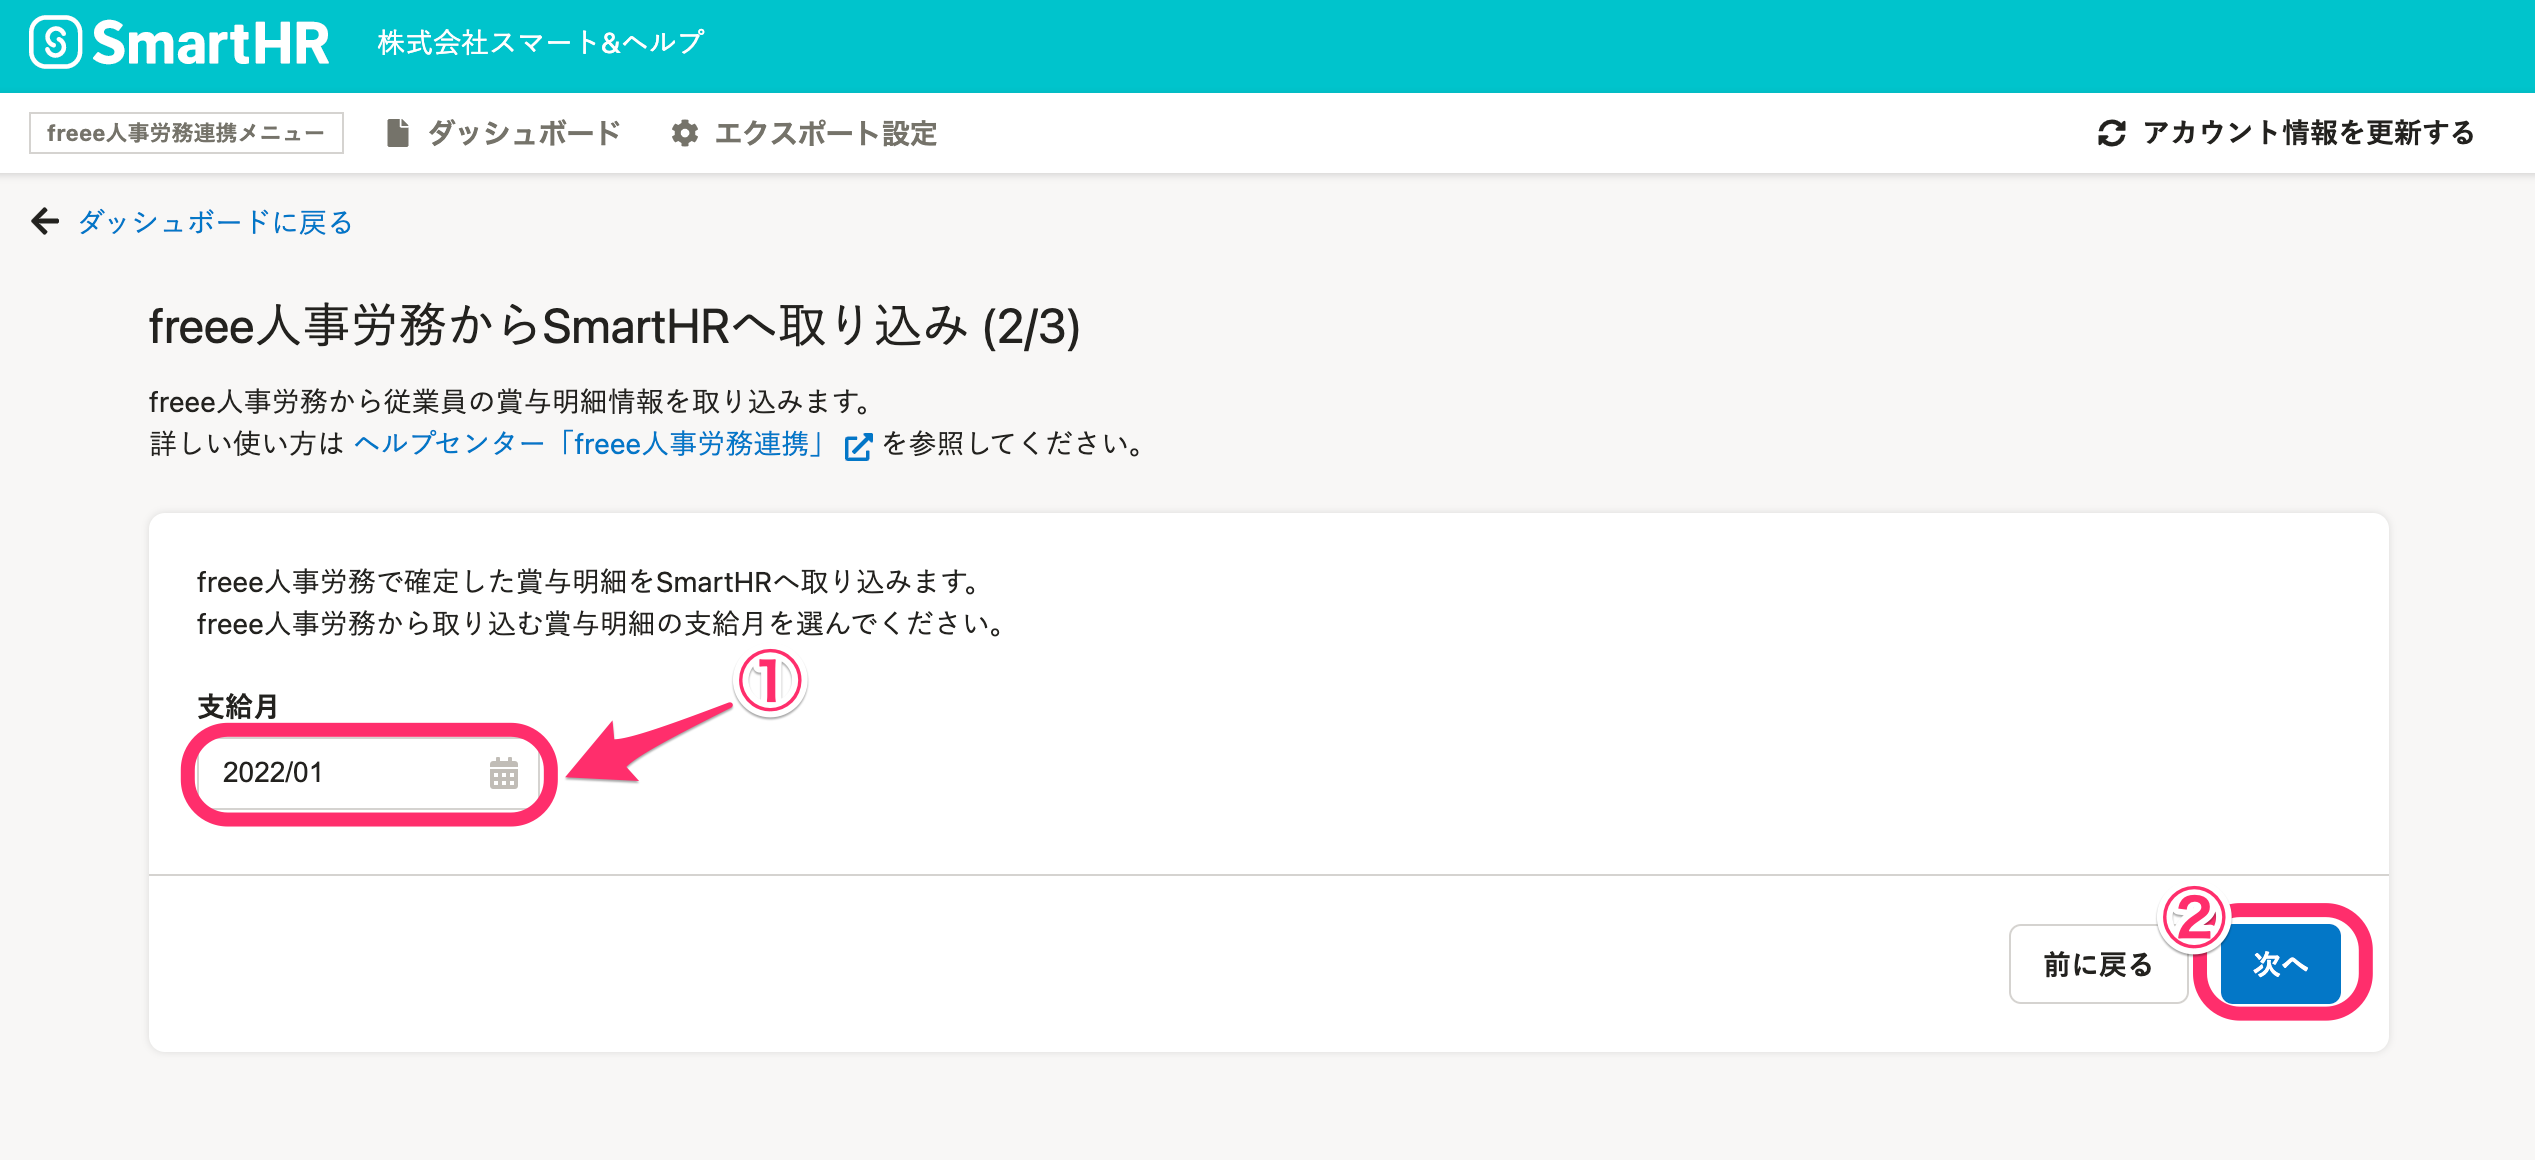 SmartHR 株式会社スマート&ヘルプ
freee人事労務連携メニュー ダッシュボード エクスポート設定 アカウント情報を更新する
ダッシュボードに戻る
freee人事労務からSmartHRへ取り込み (2/3)
freee人事労務から従業員の賞与明細情報を取り込みます。
詳しい使い方は ヘルプセンター「freee人事労務連携」 を参照してください。
freee人事労務で確定した賞与明細をSmartHRへ取り込みます。
freee人事労務から取り込む賞与明細の支給月を選んでください。
①
支給月
2022/01
②
前に戻る 次へ